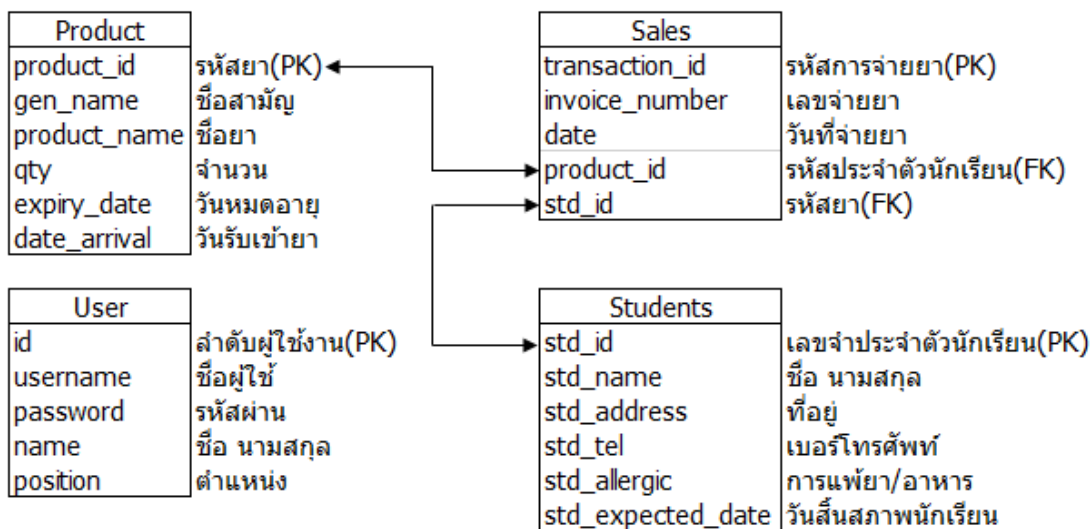 Product
product_id รหัสยา(PK)
gen_name ชื่อสามัญ
product_name ชื่อยา
qty จำนวน
expiry_date วันหมดอายุ
date_arrival วันรับเข้ายา
Sales
transaction_id รหัสการจ่ายยา(PK)
invoice_number เลขจ่ายยา
date วันที่จ่ายยา
product_id รหัสประจำตัวนักเรียน(FK)
std_id รหัสยา(FK)
User
id ลำดับผู้ใช้งาน(PK)
username ชื่อผู้ใช้
password รหัสผ่าน
name ชื่อ นามสกุล
position ตำแหน่ง
Students
std_id เลขจำประจำตัวนักเรียน(PK)
std_name ชื่อ นามสกุล
std_address ที่อยู่
std_tel เบอร์โทรศัพท์
std_allergic การแพ้ยา/อาหาร
std_expected_date วันสิ้นสภาพนักเรียน